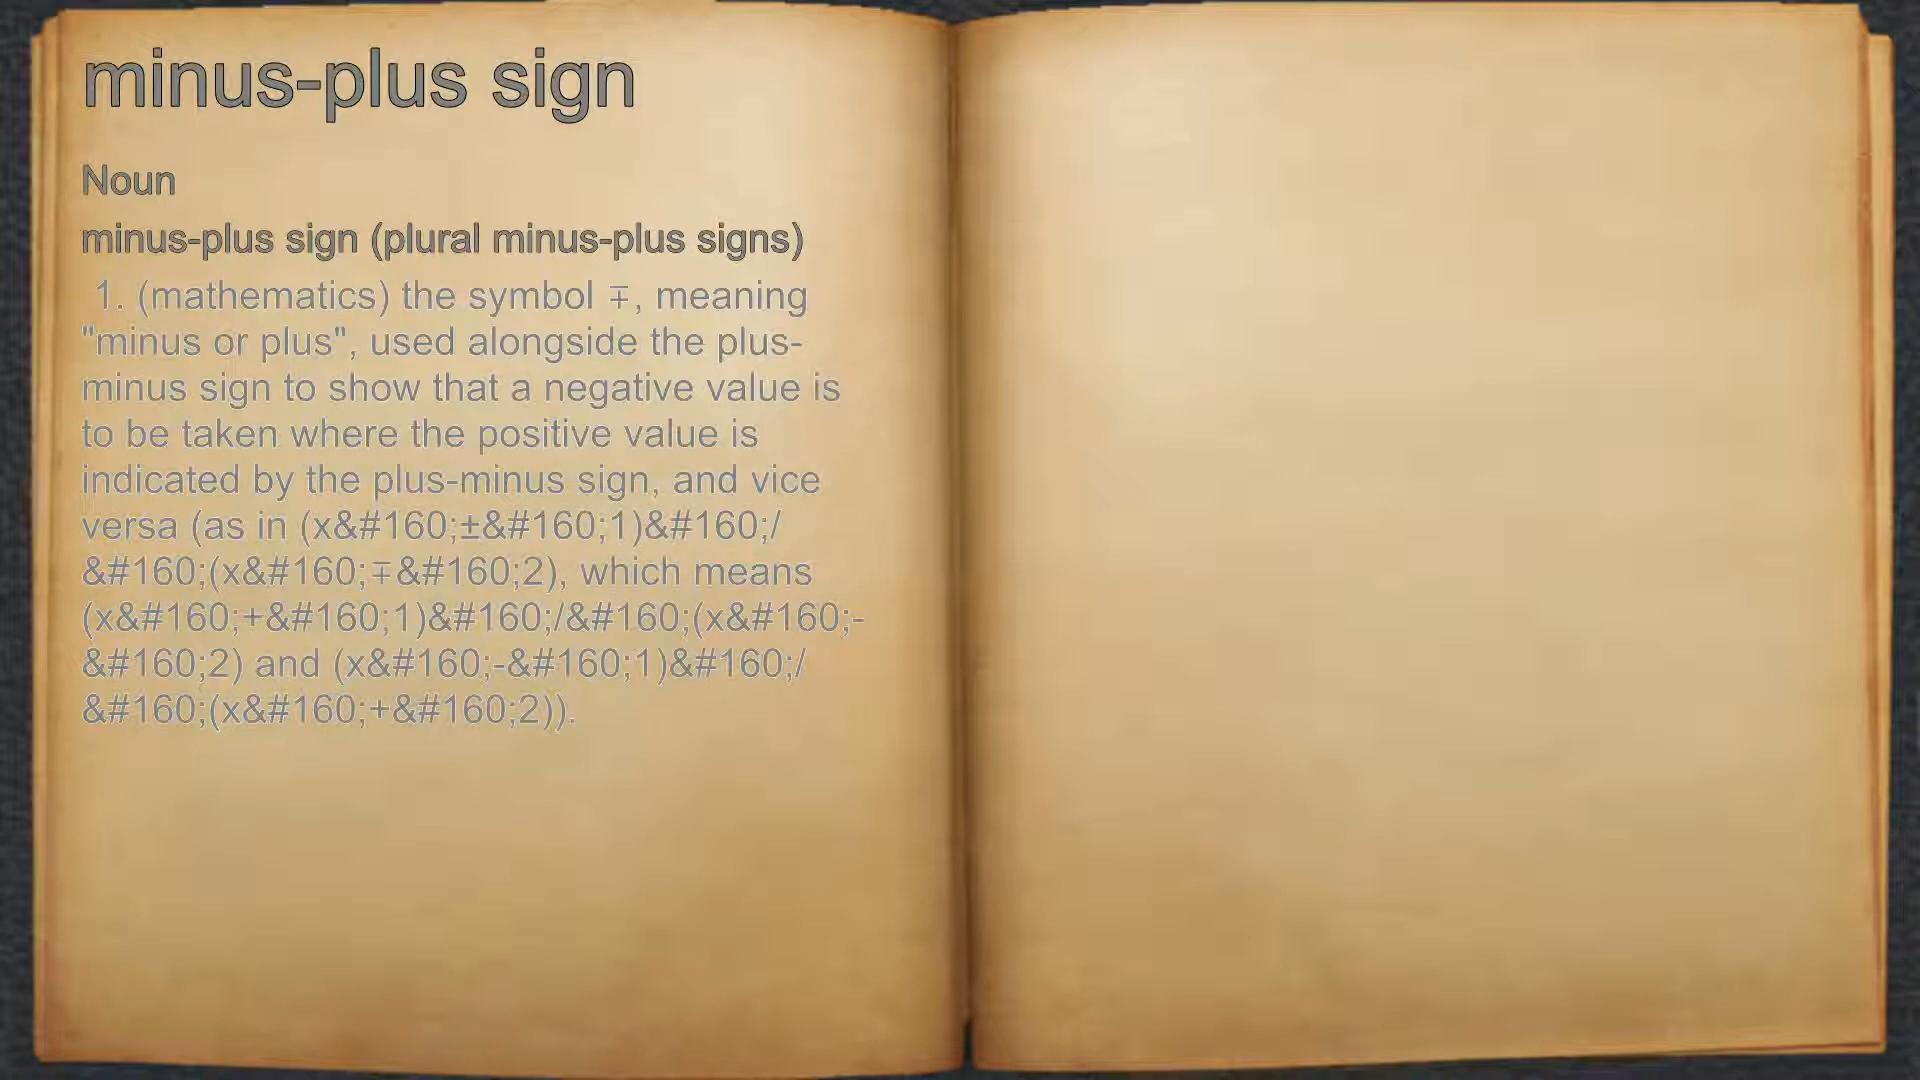 minus-plus sign
Noun
minus-plus sign (plural minus-plus signs)
1. (mathematics) the symbol ∓, meaning
"minus or plus", used alongside the plus-
minus sign to show that a negative value is
to be taken where the positive value is
indicated by the plus-minus sign, and vice
versa (as in (x&#160;±&#160;1)&#160;/
&#160;(x&#160;∓&#160;2), which means
(x&#160;+&#160;1)&#160;/&#160;(x&#160;-
&#160;2) and (x&#160;-&#160;1)&#160;/
&#160;(x&#160;+&#160;2)).